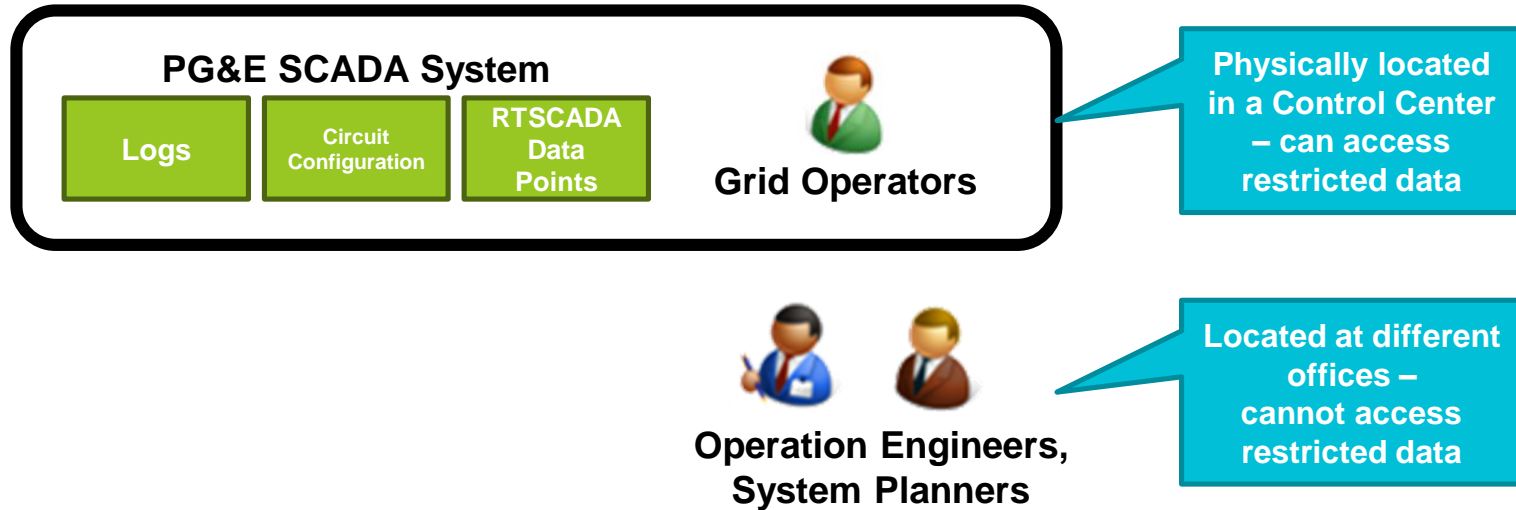 PG&E SCADA System
Logs
Circuit
Configuration
RTSCADA
Data
Points
Grid Operators
Physically located
in a Control Center
– can access
restricted data
Operation Engineers,
System Planners
Located at different
offices –
cannot access
restricted data